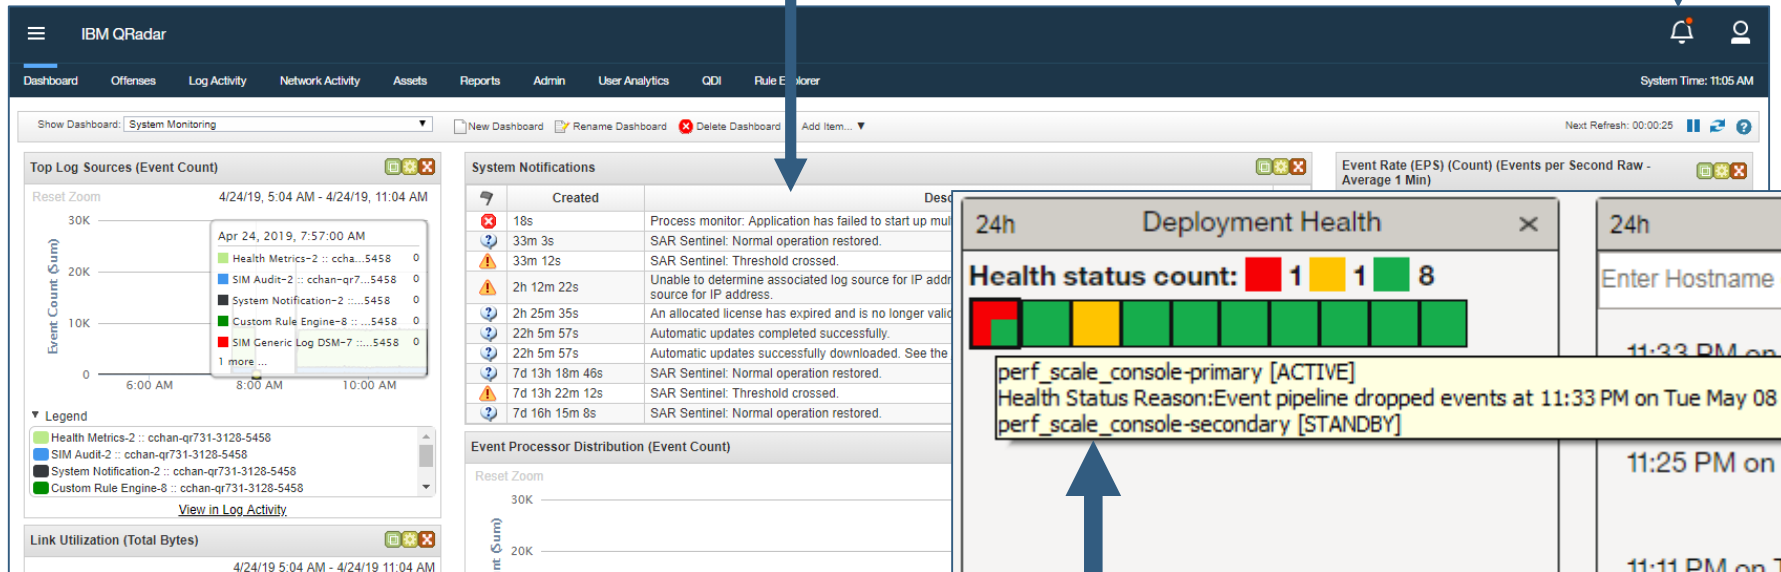 IBM QRadar
Dashboard Offenses Log Activity Network Activity Assets Reports Admin User Analytics QDI Rule Explorer System Time: 11:05 AM
Show Dashboard: System Monitoring New Dashboard Rename Dashboard Delete Dashboard Add Item... Next Refresh: 00:00:25
Top Log Sources (Event Count)
Reset Zoom 4/24/19, 5:04 AM - 4/24/19, 11:04 AM
Event Count (Sum)
30K
20K
10K
0
6:00 AM 8:00 AM 10:00 AM
Apr 24, 2019, 7:57:00 AM
Health Metrics-2 :: ccha...5458 0
SIM Audit-2 :: cchan-qr7...5458 0
System Notification-2 ::...5458 0
Custom Rule Engine-8 :: ...5458 0
SIM Generic Log DSM-7 ::...5458 0
1 more ...
Legend
Health Metrics-2 :: cchan-qr731-3128-5458
SIM Audit-2 :: cchan-qr731-3128-5458
System Notification-2 :: cchan-qr731-3128-5458
Custom Rule Engine-8 :: cchan-qr731-3128-5458
View in Log Activity
Link Utilization (Total Bytes)
4/24/19 5:04 AM - 4/24/19 11:04 AM
System Notifications
Created Desc
18s Process monitor: Application has failed to start up mul
33m 3s SAR Sentinel: Normal operation restored.
33m 12s SAR Sentinel: Threshold crossed.
2h 12m 22s Unable to determine associated log source for IP addr
source for IP address.
2h 25m 35s An allocated license has expired and is no longer valid
22h 5m 57s Automatic updates completed successfully.
22h 5m 57s Automatic updates successfully downloaded. See the
7d 13h 18m 46s SAR Sentinel: Normal operation restored.
7d 13h 22m 12s SAR Sentinel: Threshold crossed.
7d 16h 15m 8s SAR Sentinel: Normal operation restored.
Event Processor Distribution (Event Count)
Reset Zoom
30K
20K
nt (Sum)
Event Rate (EPS) (Count) (Events per Second Raw -
Average 1 Min)
24h Deployment Health ×
Health status count: 1 1 8
perf_scale_console-primary [ACTIVE]
Health Status Reason:Event pipeline dropped events at 11:33 PM on Tue May 08
perf_scale_console-secondary [STANDBY]
24h
Enter Hostname
11:33 PM on
11:25 PM on
11:11 PM on